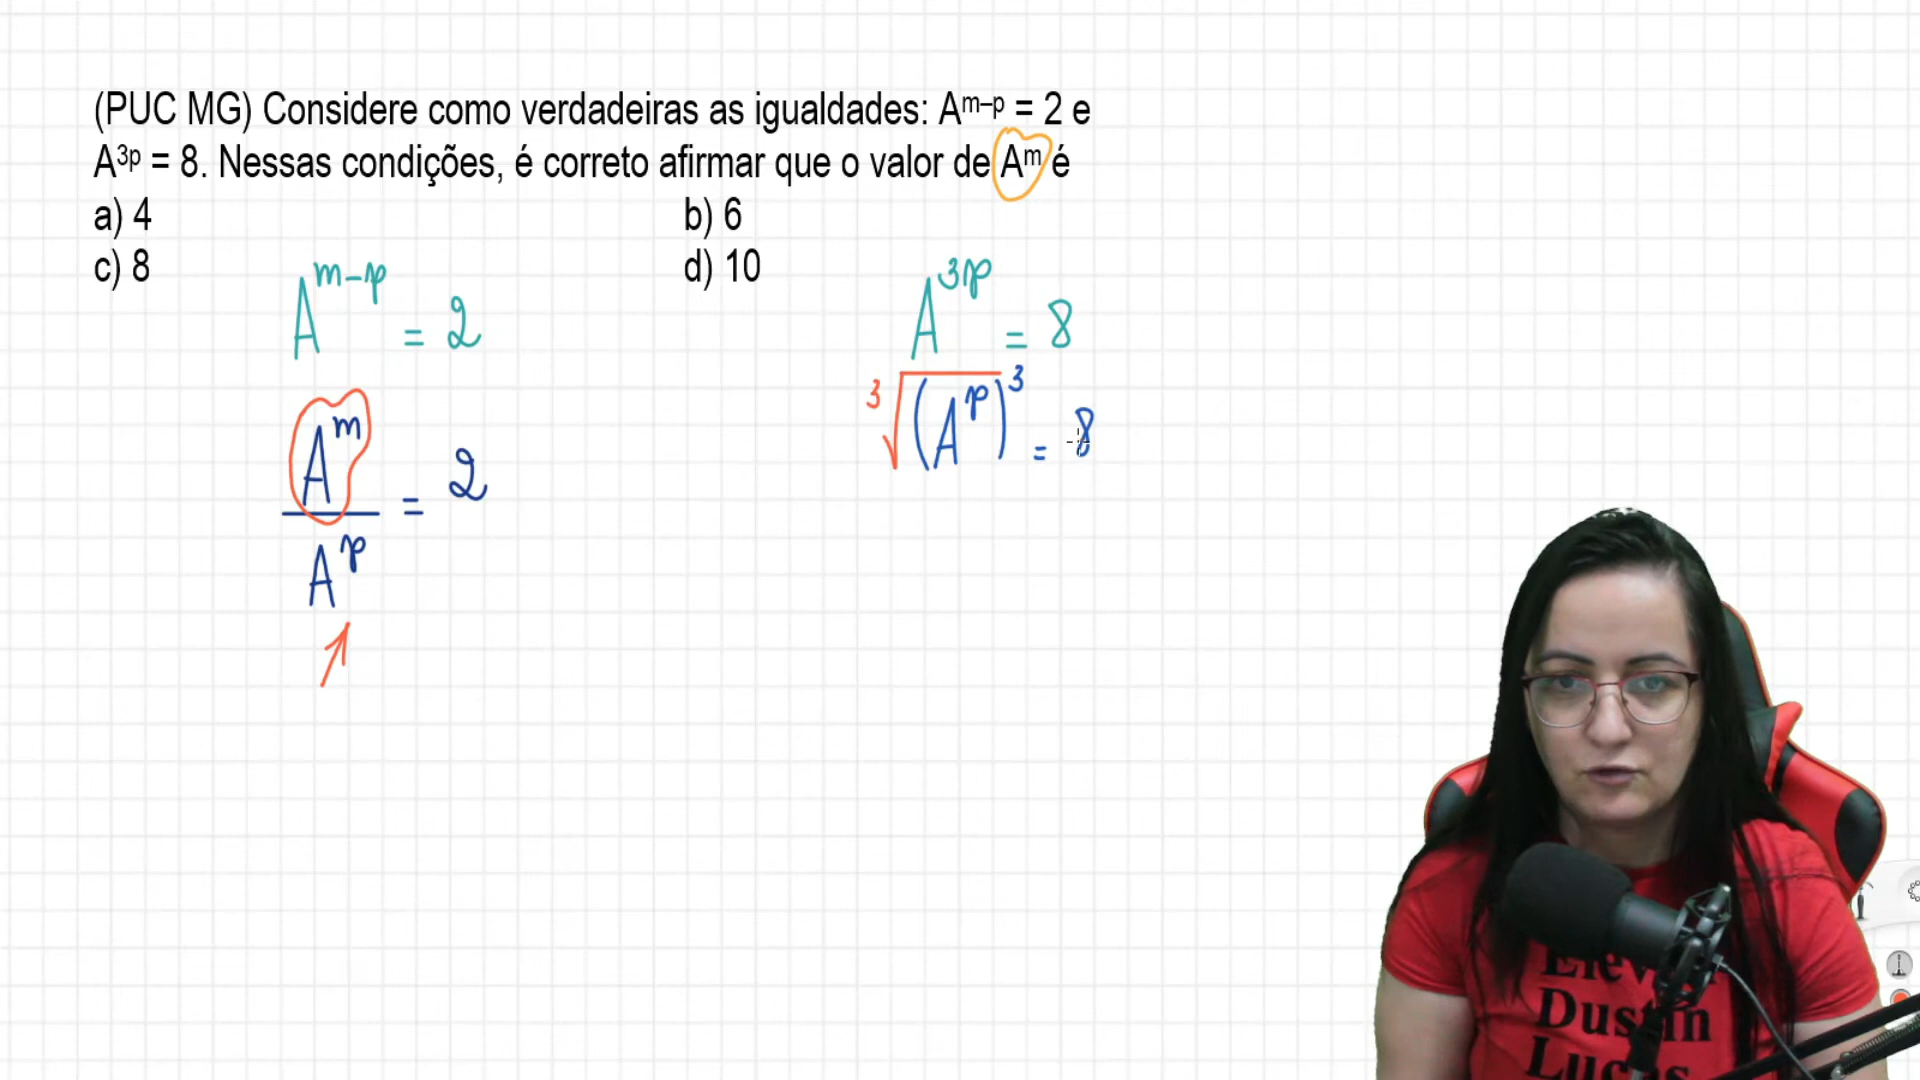 (PUC MG) Considere como verdadeiras as igualdades: Aᵐ⁻ᵖ = 2 e
A³ᵖ = 8. Nessas condições, é correto afirmar que o valor de Aᵐ é
a) 4 b) 6
c) 8 d) 10
Aᵐ⁻ᵖ = 2
A³ᵖ = 8
Aᵐ/Aᵖ = 2
³√(Aᵖ)³ = 8
Dustin